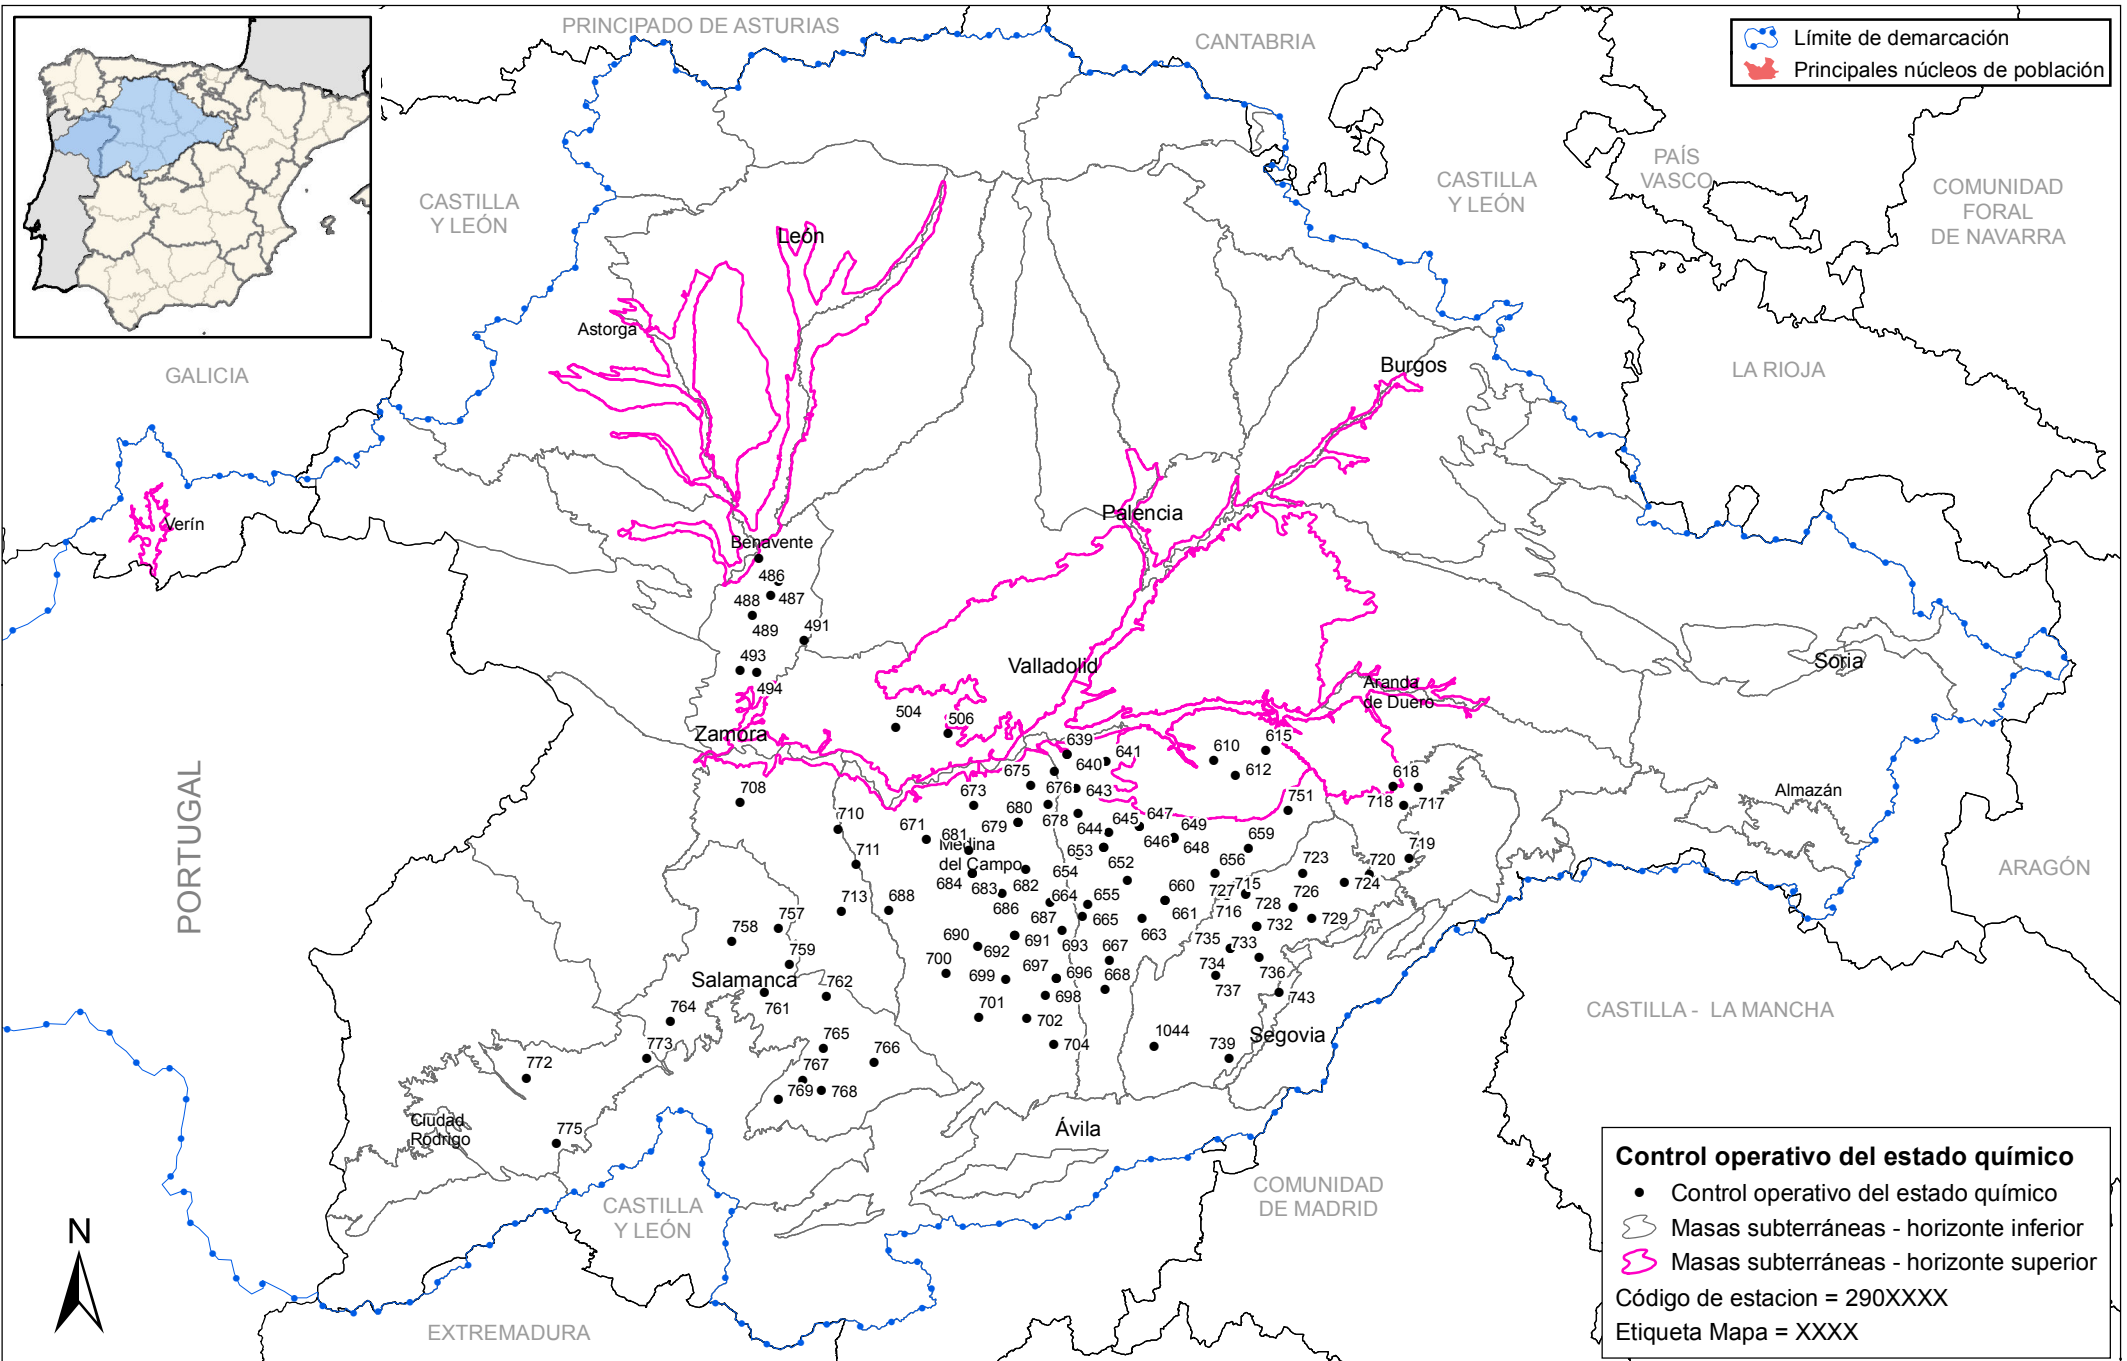 PRINCIPADO DE ASTURIAS
CANTABRIA
Límite de demarcación
Principales núcleos de población
CASTILLA
Y LEÓN
CASTILLA
Y LEÓN
PAÍS
VASCO
COMUNIDAD
FORAL
DE NAVARRA
León
Astorga
GALICIA
Burgos
LA RIOJA
Verín
Palencia
Benavente
486
487
488
489
491
493
494
Valladolid
Soria
Aranda
de Duero
504
506
Zamora
639
640
641
610
615
612
618
675
676
643
673
708
680
678
751
718
717
Almazán
710
671
681
679
644
645
647
646
649
648
659
Medina
del Campo
711
653
652
654
656
723
720
719
724
684
683
682
686
664
655
660
661
727
715
716
728
726
729
713
688
687
665
663
732
757
758
759
690
692
691
693
667
735
733
734
736
737
700
699
697
696
668
698
743
Salamanca
762
761
764
701
702
704
1044
739
Segovia
765
766
773
772
767
769
768
775
Ciudad
Rodrigo
Ávila
PORTUGAL
ARAGÓN
CASTILLA - LA MANCHA
COMUNIDAD
DE MADRID
CASTILLA
Y LEÓN
EXTREMADURA
N
Control operativo del estado químico
Control operativo del estado químico
Masas subterráneas - horizonte inferior
Masas subterráneas - horizonte superior
Código de estacion = 290XXXX
Etiqueta Mapa = XXXX